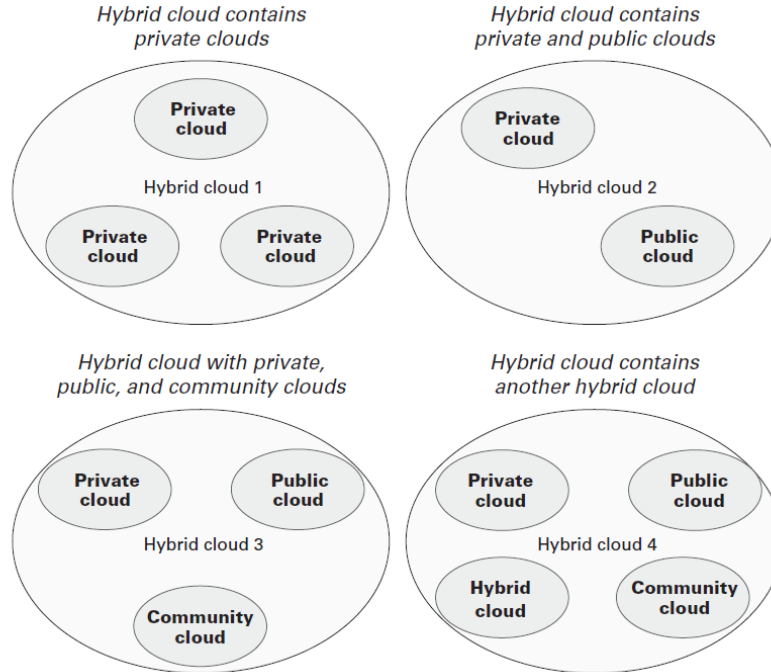 Hybrid cloud contains
private clouds
Private
cloud
Hybrid cloud 1
Private
cloud
Private
cloud
Hybrid cloud contains
private and public clouds
Private
cloud
Hybrid cloud 2
Public
cloud
Hybrid cloud with private,
public, and community clouds
Private
cloud
Public
cloud
Hybrid cloud 3
Community
cloud
Hybrid cloud contains
another hybrid cloud
Private
cloud
Public
cloud
Hybrid cloud 4
Hybrid
cloud
Community
cloud